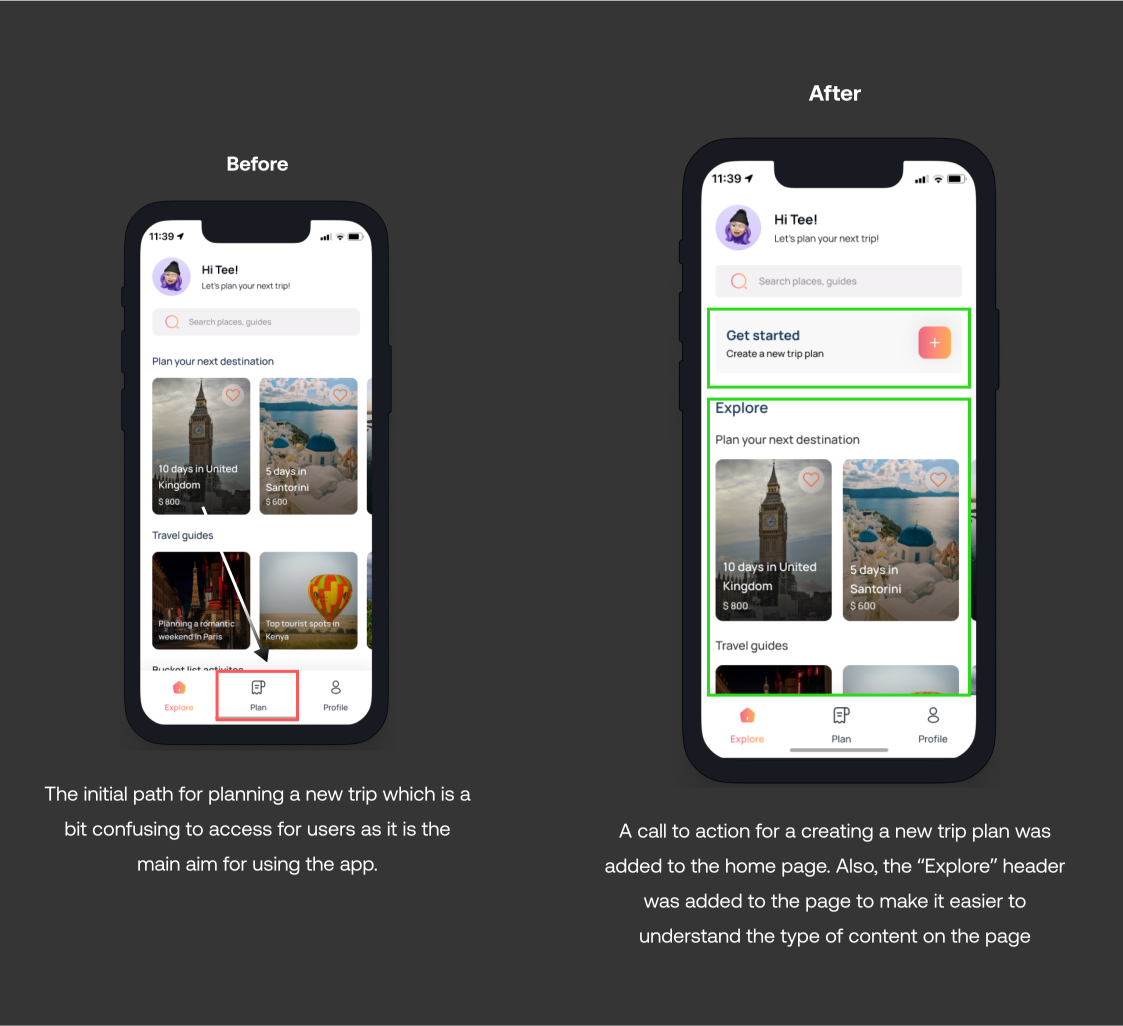 Before
11:39
Hi Tee!
Let's plan your next trip!
Search places, guides
Plan your next destination
10 days in United
Kingdom
$ 800
5 days in
Santorini
$ 600
Travel guides
Planning a romantic
weekend in Paris
Top tourist spots in
Kenya
Bucket list activites
Explore
Plan
Profile
The initial path for planning a new trip which is a
bit confusing to access for users as it is the
main aim for using the app.
After
11:39
Hi Tee!
Let's plan your next trip!
Search places, guides
Get started
Create a new trip plan
Explore
Plan your next destination
10 days in United
Kingdom
$ 800
5 days in
Santorini
$ 600
Travel guides
Explore
Plan
Profile
A call to action for a creating a new trip plan was
added to the home page. Also, the “Explore” header
was added to the page to make it easier to
understand the type of content on the page